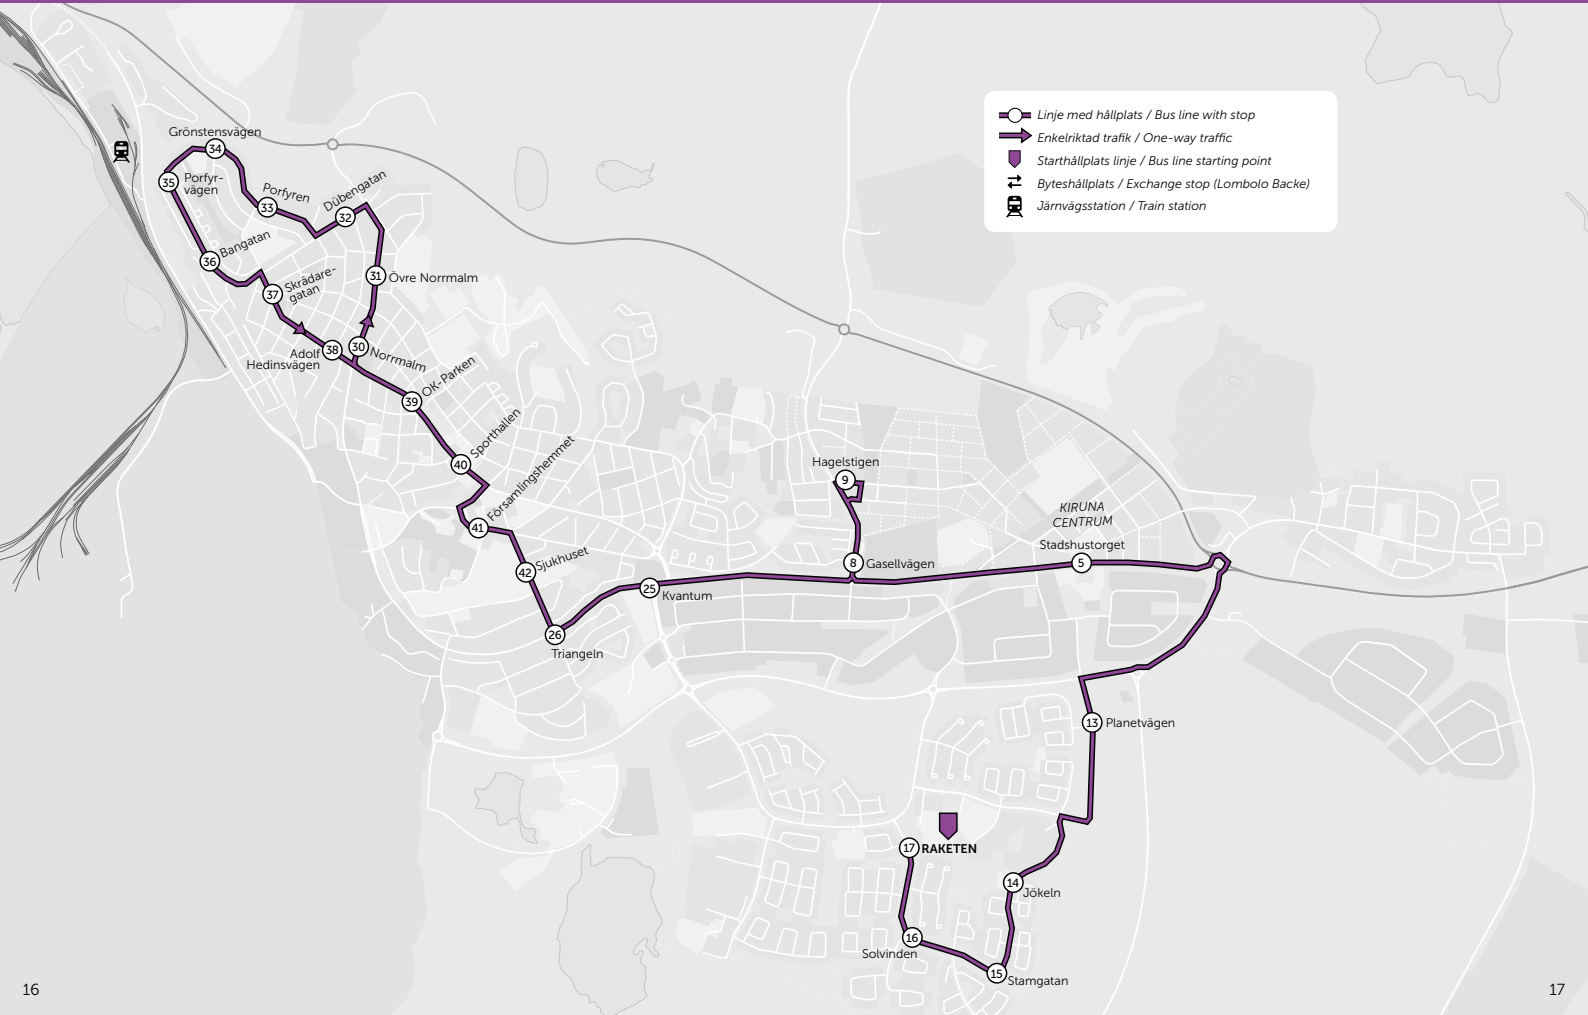 Linje med hållplats / Bus line with stop
Enkelriktad trafik / One-way traffic
Starthållplats linje / Bus line starting point
Byteshållplats / Exchange stop (Lombolo Backe)
Järnvägsstation / Train station
Grönstensvägen
34
35
Porfyr-
vägen
Porfyren
33
Dübengatan
32
36
Bangatan
31
Övre Norrmalm
37
Skrädare-
gatan
Adolf
Hedinsvägen
38
30
Norrmalm
39
OK-Parken
40
Sporthallen
41
Församlingshemmet
42
Sjukhuset
26
Triangeln
25
Kvantum
Hagelstigen
9
8
Gasellvägen
KIRUNA
CENTRUM
Stadshustorget
5
13
Planetvägen
17
RAKETEN
14
Jökeln
16
Solvinden
15
Stamgatan
16
17